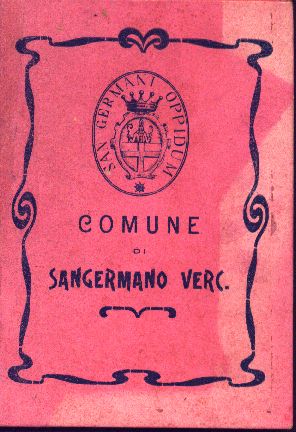 SAN GERMANI OPPIDUM
COMUNE
DI
SANGERMANO VERC.